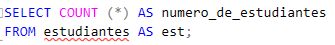 SELECT COUNT (*) AS numero_de_estudiantes
FROM estudiantes AS est;